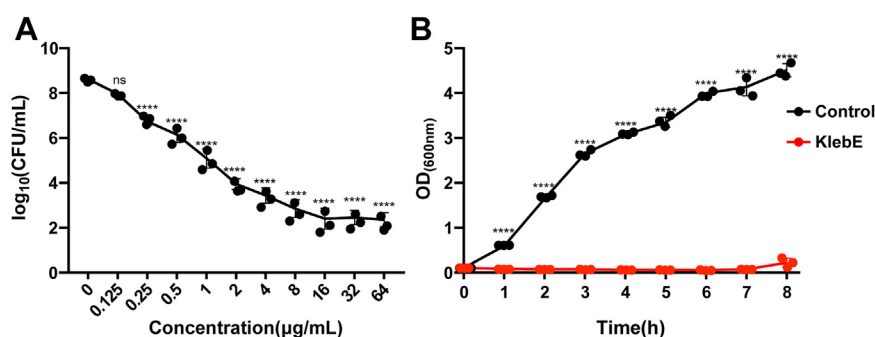 A
log10(CFU/mL)
10
8
6
4
2
0
ns
****
****
****
****
****
****
****
****
****
0 0.125 0.25 0.5 1 2 4 8 16 32 64
Concentration(μg/mL)
B
OD(600nm)
5
4
3
2
1
0
****
****
****
****
****
****
****
****
0 1 2 3 4 5 6 7 8
Time(h)
Control
KlebE